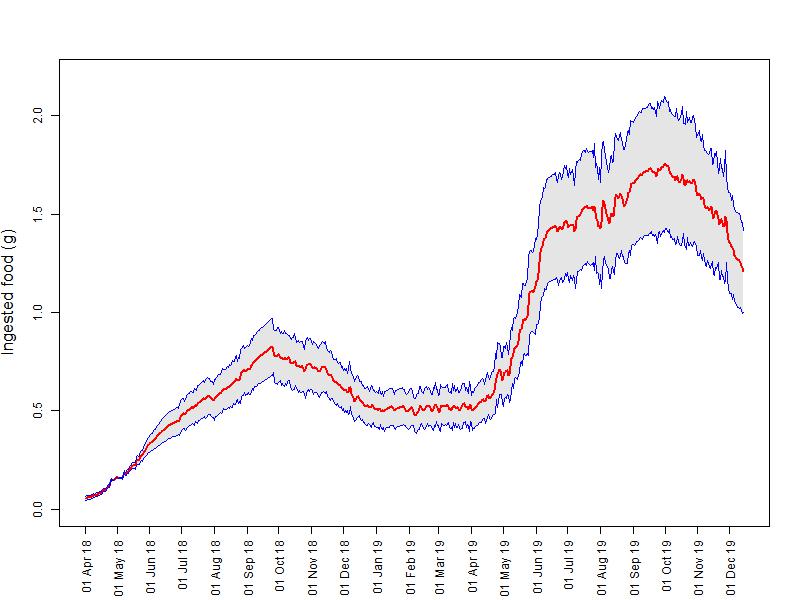 Ingested food (g)
2.0
1.5
1.0
0.5
0.0
01 Apr 18
01 May 18
01 Jun 18
01 Jul 18
01 Aug 18
01 Sep 18
01 Oct 18
01 Nov 18
01 Dec 18
01 Jan 19
01 Feb 19
01 Mar 19
01 Apr 19
01 May 19
01 Jun 19
01 Jul 19
01 Aug 19
01 Sep 19
01 Oct 19
01 Nov 19
01 Dec 19